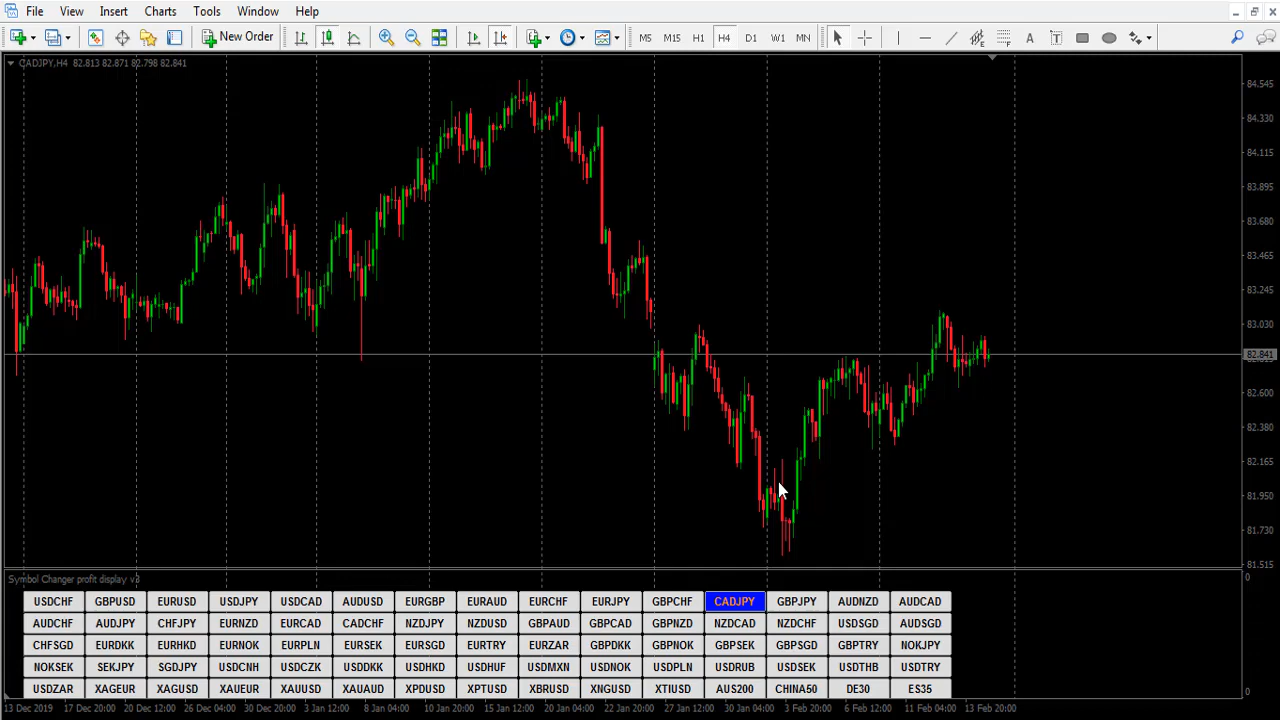 File View Insert Charts Tools Window Help
New Order M5 M15 H1 H4 D1 W1 MN A T
CADJPY,H4 82.813 82.871 82.798 82.841
84.545
84.330
84.115
83.895
83.680
83.465
83.245
83.030
82.841
82.600
82.380
82.165
81.950
81.730
81.515
Symbol Changer profit display v3
0
USDCHF GBPUSD EURUSD USDJPY USDCAD AUDUSD EURGBP EURAUD EURCHF EURJPY GBPCHF CADJPY GBPJPY AUDNZD AUDCAD
AUDCHF AUDJPY CHFJPY EURNZD EURCAD CADCHF NZDJPY NZDUSD GBPAUD GBPCAD GBPNZD NZDCAD NZDCHF USDSGD AUDSGD
CHFSGD EURDKK EURHKD EURNOK EURPLN EURSEK EURSGD EURTRY EURZAR GBPDKK GBPNOK GBPSEK GBPSGD GBPTRY NOKJPY
NOKSEK SEKJPY SGDJPY USDCNH USDCZK USDDKK USDHKD USDHUF USDMXN USDNOK USDPLN USDRUB USDSEK USDTHB USDTRY
USDZAR XAGEUR XAGUSD XAUEUR XAUUSD XAUAUD XPDUSD XPTUSD XBRUSD XNGUSD XTIUSD AUS200 CHINA50 DE30 ES35
0
13 Dec 2019 17 Dec 20:00 20 Dec 12:00 26 Dec 04:00 30 Dec 20:00 3 Jan 12:00 8 Jan 04:00 10 Jan 20:00 15 Jan 12:00 20 Jan 04:00 22 Jan 20:00 27 Jan 12:00 30 Jan 04:00 3 Feb 20:00 6 Feb 12:00 11 Feb 04:00 13 Feb 20:00